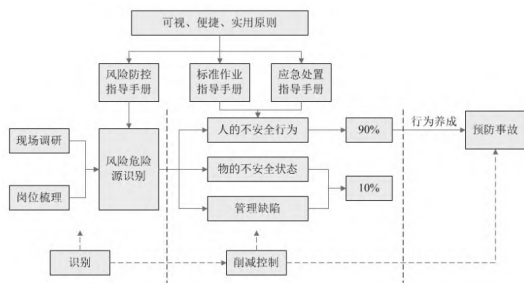 可视、便捷、实用原则
风险防控
指导手册
标准作业
指导手册
应急处置
指导手册
现场调研
岗位梳理
风险危险
源识别
人的不安全行为
90%
行为养成
预防事故
物的不安全状态
10%
管理缺陷
识别
削减控制